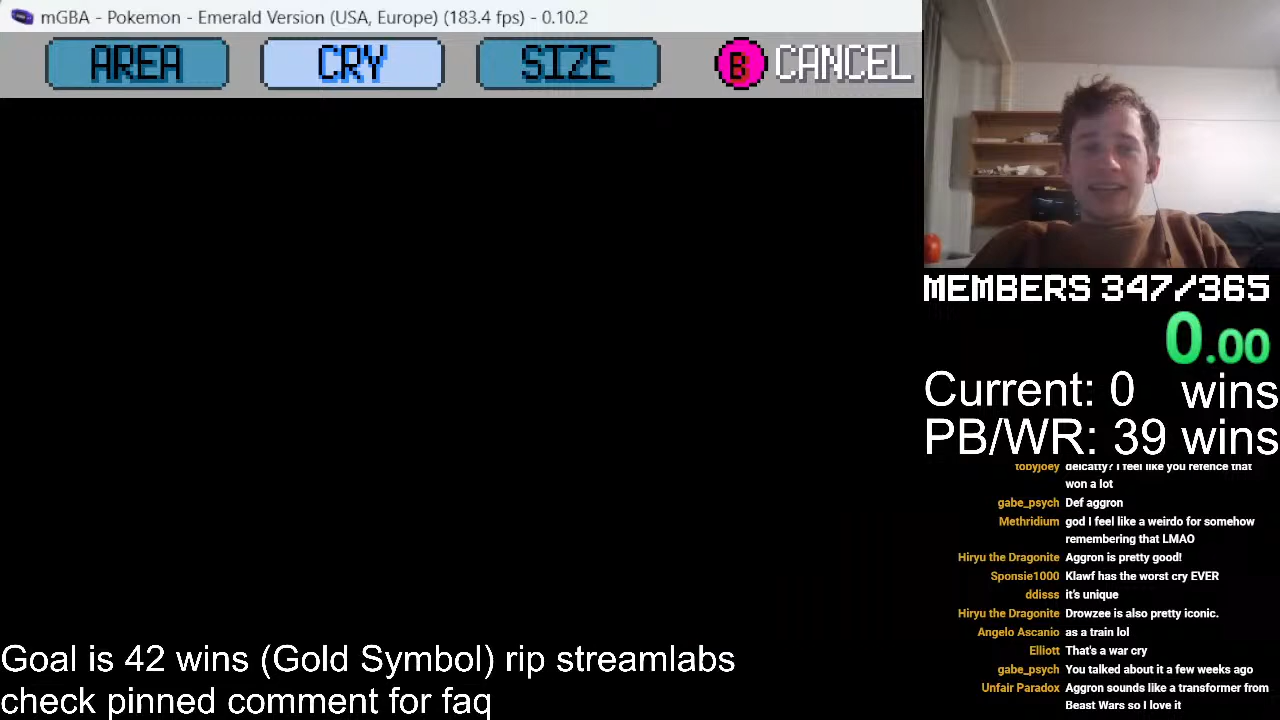 mGBA - Pokemon - Emerald Version (USA, Europe) (183.4 fps) - 0.10.2
AREA CRY SIZE B CANCEL
MEMBERS 347/365
0.00
Current: 0 wins
PB/WR: 39 wins
tobyjoey delcatty? I feel like you refence that
won a lot
gabe_psych Def aggron
Methridium god I feel like a weirdo for somehow
remembering that LMAO
Hiryu the Dragonite Aggron is pretty good!
Sponsie1000 Klawf has the worst cry EVER
ddisss it's unique
Hiryu the Dragonite Drowzee is also pretty iconic.
Angelo Ascanio as a train lol
Elliott That's a war cry
gabe_psych You talked about it a few weeks ago
Unfair Paradox Aggron sounds like a transformer from
Beast Wars so I love it
Goal is 42 wins (Gold Symbol) rip streamlabs
check pinned comment for faq